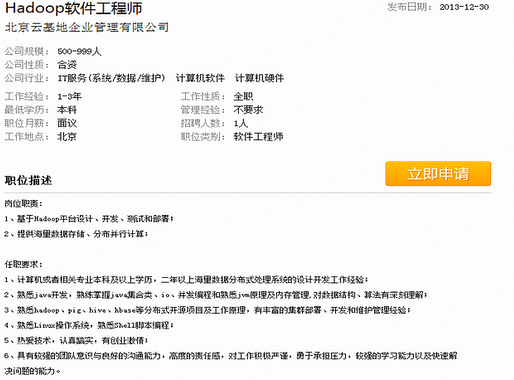 Hadoop软件工程师
发布日期： 2013-12-30
北京云基地企业管理有限公司
公司规模： 500-999人
公司性质： 合资
公司行业： IT服务(系统/数据/维护) 计算机软件 计算机硬件
工作经验： 1-3年 工作性质： 全职
最低学历： 本科 管理经验： 不要求
职位月薪： 面议 招聘人数： 1人
工作地点： 北京 职位类别： 软件工程师
立即申请
职位描述
岗位职责：
1、基于Hadoop平台设计、开发、测试和部署；
2、提供海里数据存储、分布并行计算；
任职要求：
1、计算机或者相关专业本科及以上学历，二年以上海里数据分布式处理系统的设计开发工作经验；
2、熟悉java开发，熟练掌握java集合类、io、并发编程和熟悉jvm原理及内存管理，对数据结构、算法有深刻理解；
3、熟悉hadoop、pig、hive、hbase等分布式开源项目及工作原理，有丰富的集群部署、开发和维护管理经验；
4、熟悉Linux操作系统，熟悉Shell脚本编程；
5、热爱技术，认真踏实，有创业激情；
6、具有较强的团队意识与良好的沟通能力，高度的责任感，对工作积极严谨，勇于承担压力，较强的学习能力以及快速解
决问题的能力。